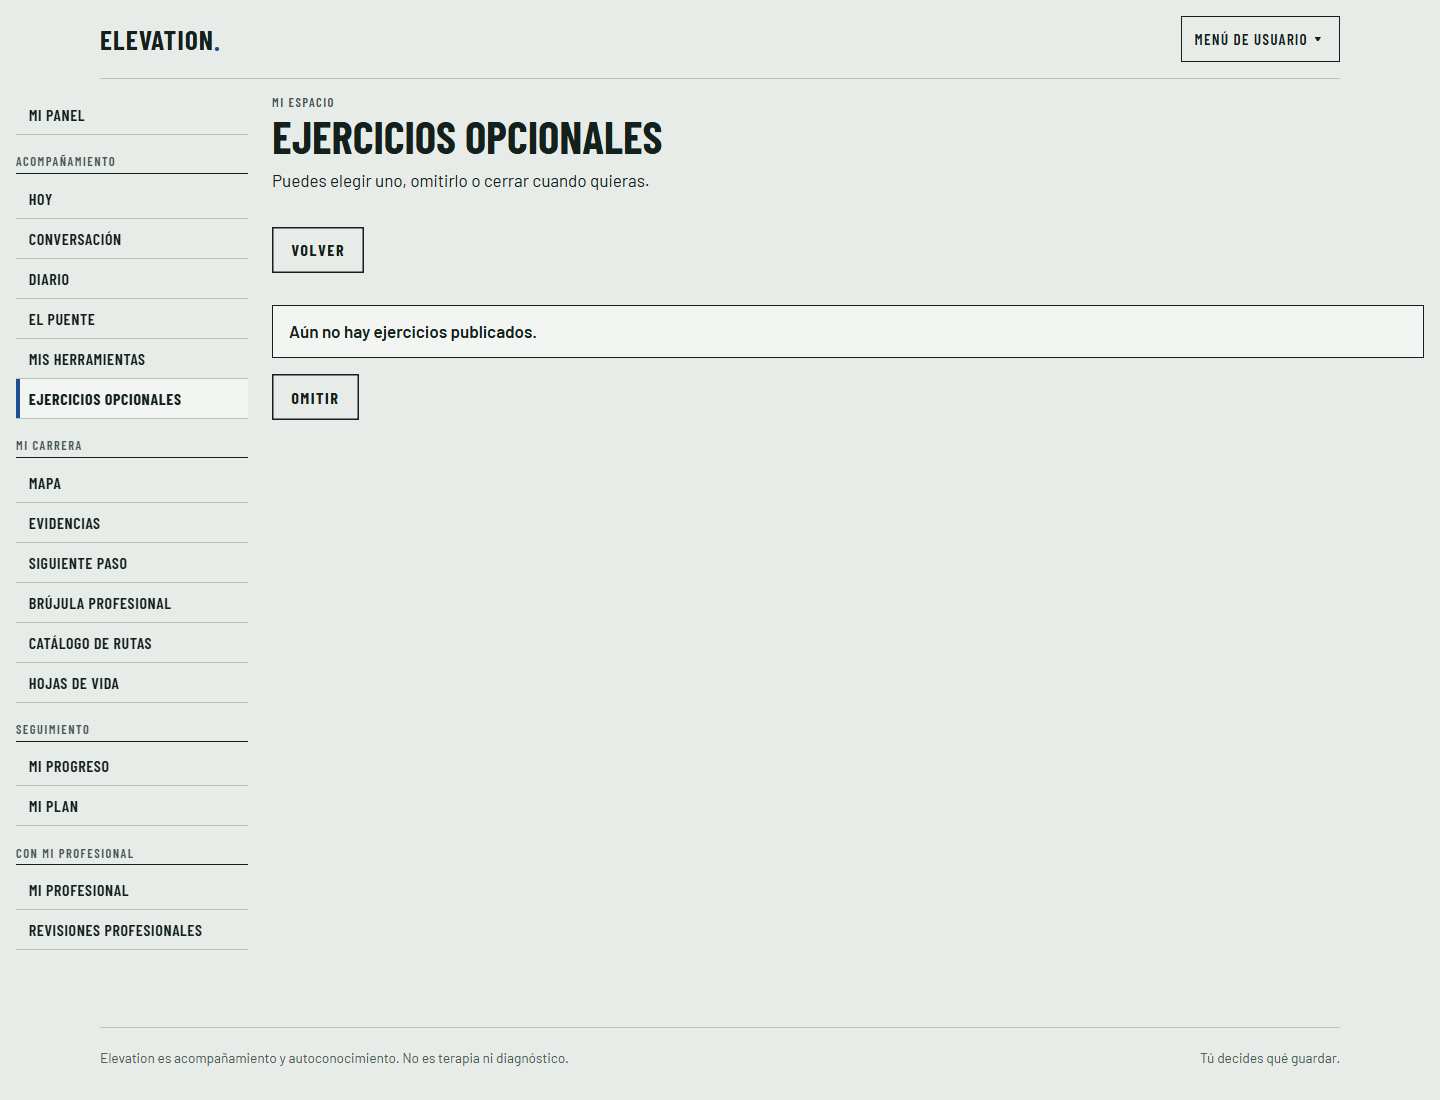 ELEVATION.
MENÚ DE USUARIO
MI PANEL
ACOMPAÑAMIENTO
HOY
CONVERSACIÓN
DIARIO
EL PUENTE
MIS HERRAMIENTAS
EJERCICIOS OPCIONALES
MI CARRERA
MAPA
EVIDENCIAS
SIGUIENTE PASO
BRÚJULA PROFESIONAL
CATÁLOGO DE RUTAS
HOJAS DE VIDA
SEGUIMIENTO
MI PROGRESO
MI PLAN
CON MI PROFESIONAL
MI PROFESIONAL
REVISIONES PROFESIONALES
MI ESPACIO
EJERCICIOS OPCIONALES
Puedes elegir uno, omitirlo o cerrar cuando quieras.
VOLVER
Aún no hay ejercicios publicados.
OMITIR
Elevation es acompañamiento y autoconocimiento. No es terapia ni diagnóstico.
Tú decides qué guardar.